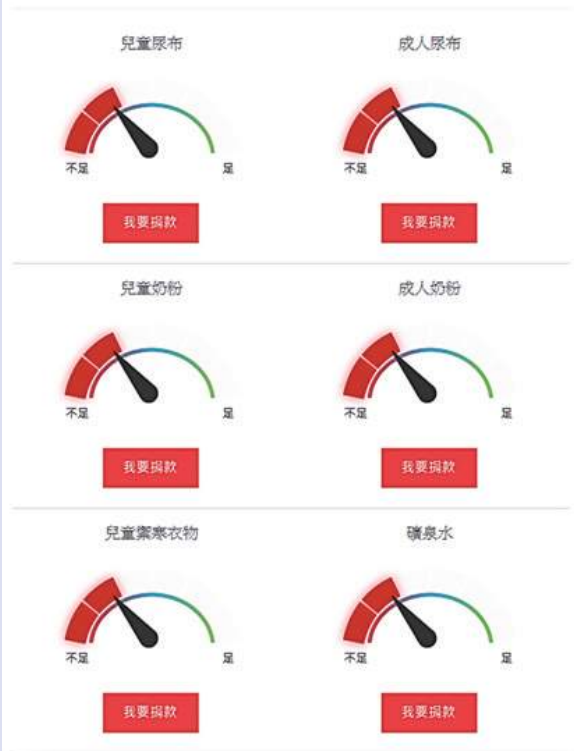 兒童尿布
成人尿布
不足
足
不足
足
我要捐款
我要捐款
兒童奶粉
成人奶粉
不足
足
不足
足
我要捐款
我要捐款
兒童禦寒衣物
礦泉水
不足
足
不足
足
我要捐款
我要捐款